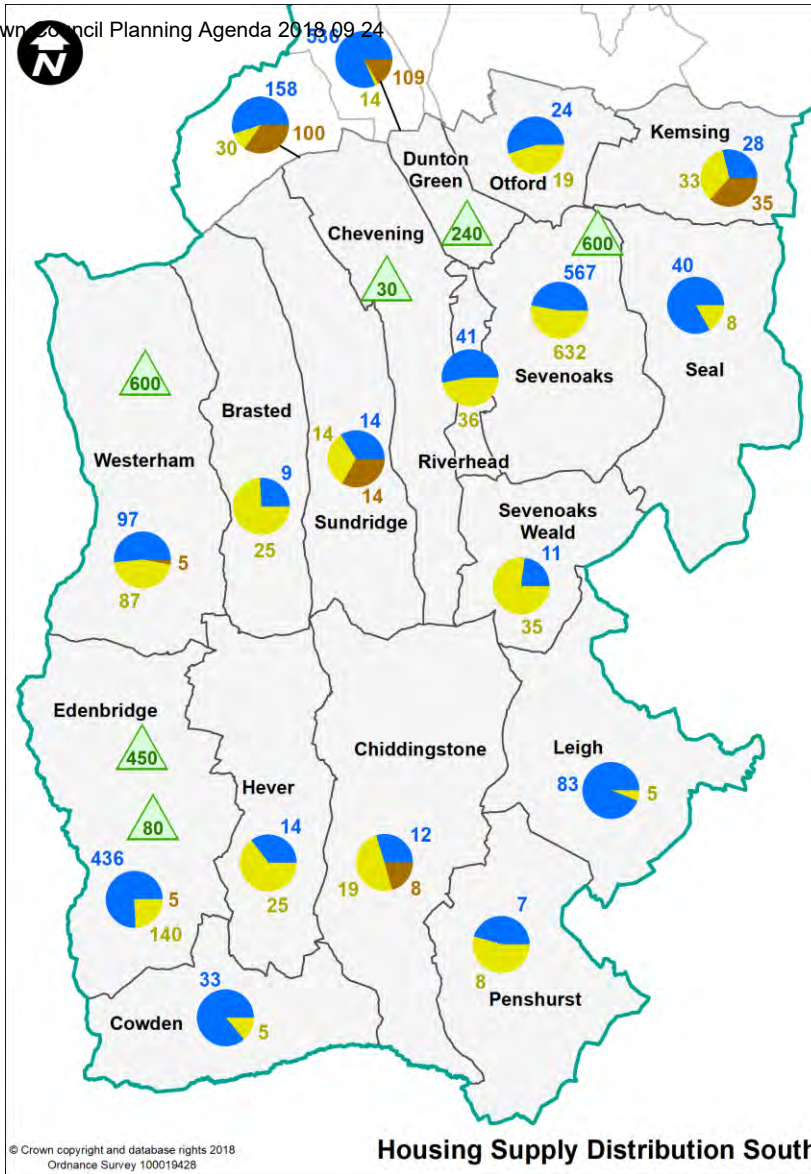 wn Council Planning Agenda 2018 09 24
N
536
109
14
158
100
30
24
Kemsing
28
Dunton
Green
Otford
19
33
35
Chevening
240
600
30
567
40
41
632
8
600
Sevenoaks
Seal
Brasted
36
14
14
Westerham
9
Riverhead
14
Sundridge
Sevenoaks
Weald
97
11
5
25
87
35
Edenbridge
450
Chiddingstone
Leigh
Hever
83
5
80
14
12
436
5
19
8
140
25
7
33
8
Penshurst
Cowden
5
© Crown copyright and database rights 2018
Ordnance Survey 100019428
Housing Supply Distribution South